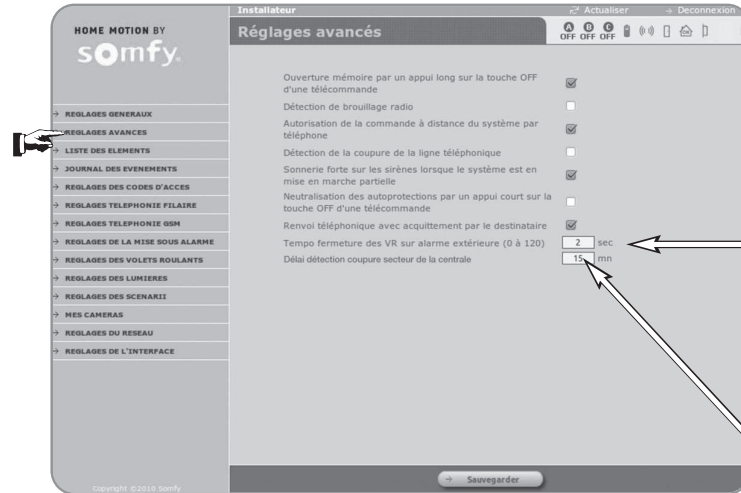 Installateur
Actualiser
→ Deconnexion
HOME MOTION BY
somfy.
Réglages avancés
A B C
OFF OFF OFF
Ouverture mémoire par un appui long sur la touche OFF
d'une télécommande
Détection de brouillage radio
Autorisation de la commande à distance du système par
téléphone
Détection de la coupure de la ligne téléphonique
Sonnerie forte sur les sirènes lorsque le système est en
mise en marche partielle
Neutralisation des autoprotections par un appui court sur la
touche OFF d'une télécommande
Renvoi téléphonique avec acquittement par le destinataire
Tempo fermeture des VR sur alarme extérieure (0 à 120) 2 sec
Délai détection coupure secteur de la centrale 15 mn
→ REGLAGES GENERAUX
REGLAGES AVANCES
→ LISTE DES ELEMENTS
→ JOURNAL DES EVENEMENTS
→ REGLAGES DES CODES D'ACCES
→ REGLAGES TELEPHONIE FILAIRE
→ REGLAGES TELEPHONIE GSM
→ REGLAGES DE LA MISE SOUS ALARME
→ REGLAGES DES VOLETS ROULANTS
→ REGLAGES DES LUMIERES
→ REGLAGES DES SCENARII
→ MES CAMERAS
→ REGLAGES DU RESEAU
→ REGLAGES DE L'INTERFACE
→ Sauvegarder
Copyright ©2010 Somfy